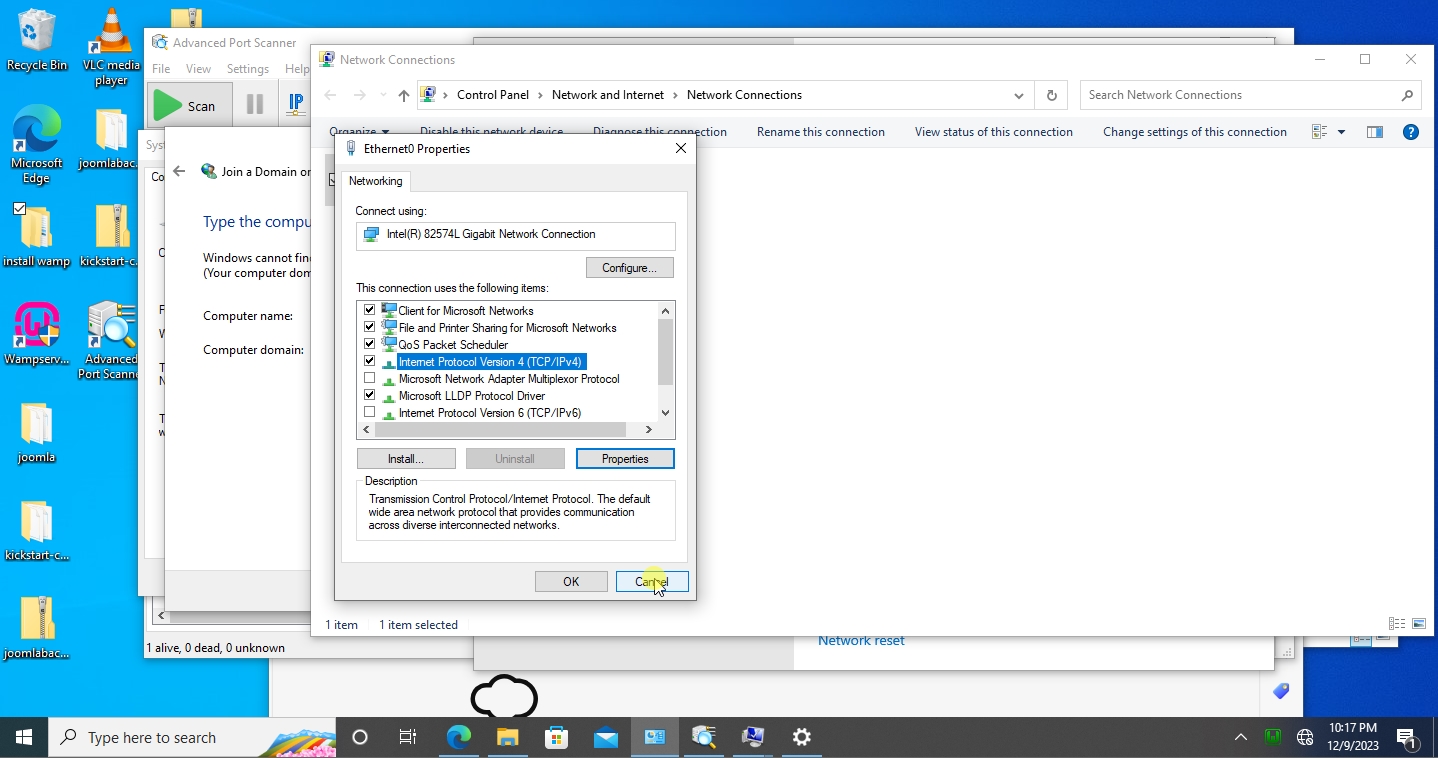 Recycle Bin
VLC media
player
Microsoft
Edge
joomlabac...
install wamp
kickstart-c...
Wampserv...
Advanced
Port Scanne
joomla
kickstart-c...
joomlabac...
Advanced Port Scanner
File View Settings Help
Scan
IP
1 alive, 0 dead, 0 unknown
Syst
Co
Join a Domain or
Type the compu
Windows cannot fin
(Your computer dom
Computer name:
Computer domain:
Network Connections
Control Panel › Network and Internet › Network Connections
Search Network Connections
Organize Disable this network device Diagnose this connection Rename this connection View status of this connection Change settings of this connection
Ethernet0 Properties
Networking
Connect using:
Intel(R) 82574L Gigabit Network Connection
Configure...
This connection uses the following items:
Client for Microsoft Networks
File and Printer Sharing for Microsoft Networks
QoS Packet Scheduler
Internet Protocol Version 4 (TCP/IPv4)
Microsoft Network Adapter Multiplexor Protocol
Microsoft LLDP Protocol Driver
Internet Protocol Version 6 (TCP/IPv6)
Install... Uninstall Properties
Description
Transmission Control Protocol/Internet Protocol. The default
wide area network protocol that provides communication
across diverse interconnected networks.
OK Cancel
1 item 1 item selected
Network reset
Type here to search
10:17 PM
12/9/2023
1